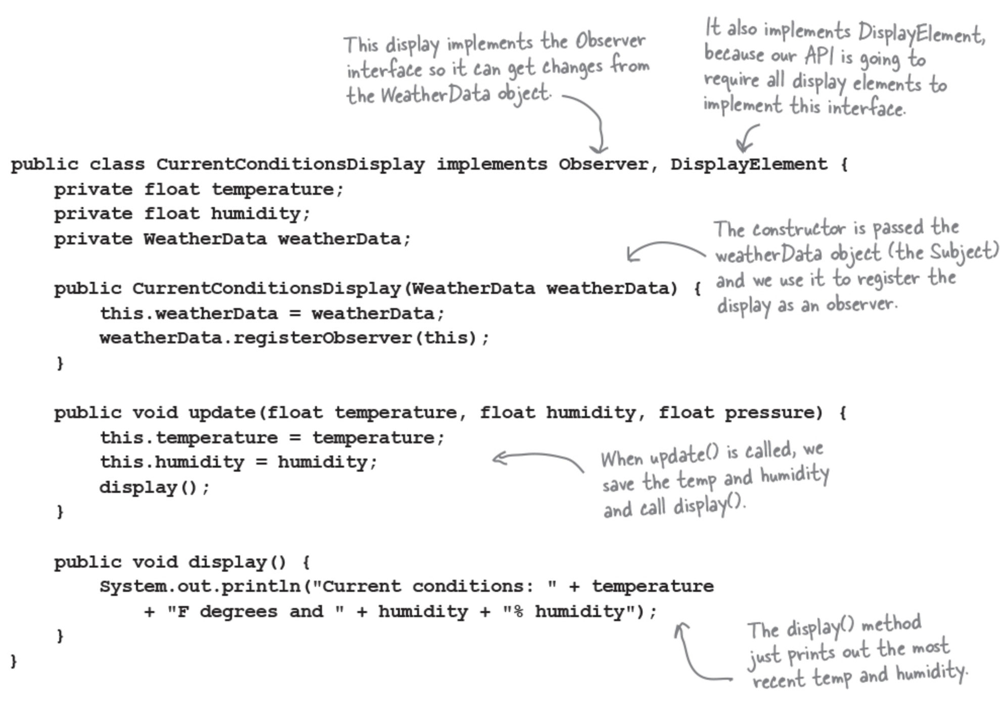 This display implements the Observer
interface so it can get changes from
the WeatherData object.
It also implements DisplayElement,
because our API is going to
require all display elements to
implement this interface.
public class CurrentConditionsDisplay implements Observer, DisplayElement {
private float temperature;
private float humidity;
private WeatherData weatherData;
The constructor is passed the
weatherData object (the Subject)
and we use it to register the
display as an observer.
public CurrentConditionsDisplay(WeatherData weatherData) {
this.weatherData = weatherData;
weatherData.registerObserver(this);
}
public void update(float temperature, float humidity, float pressure) {
this.temperature = temperature;
this.humidity = humidity;
display();
}
When update() is called, we
save the temp and humidity
and call display().
public void display() {
System.out.println("Current conditions: " + temperature
+ "F degrees and " + humidity + "% humidity");
}
}
The display() method
just prints out the most
recent temp and humidity.